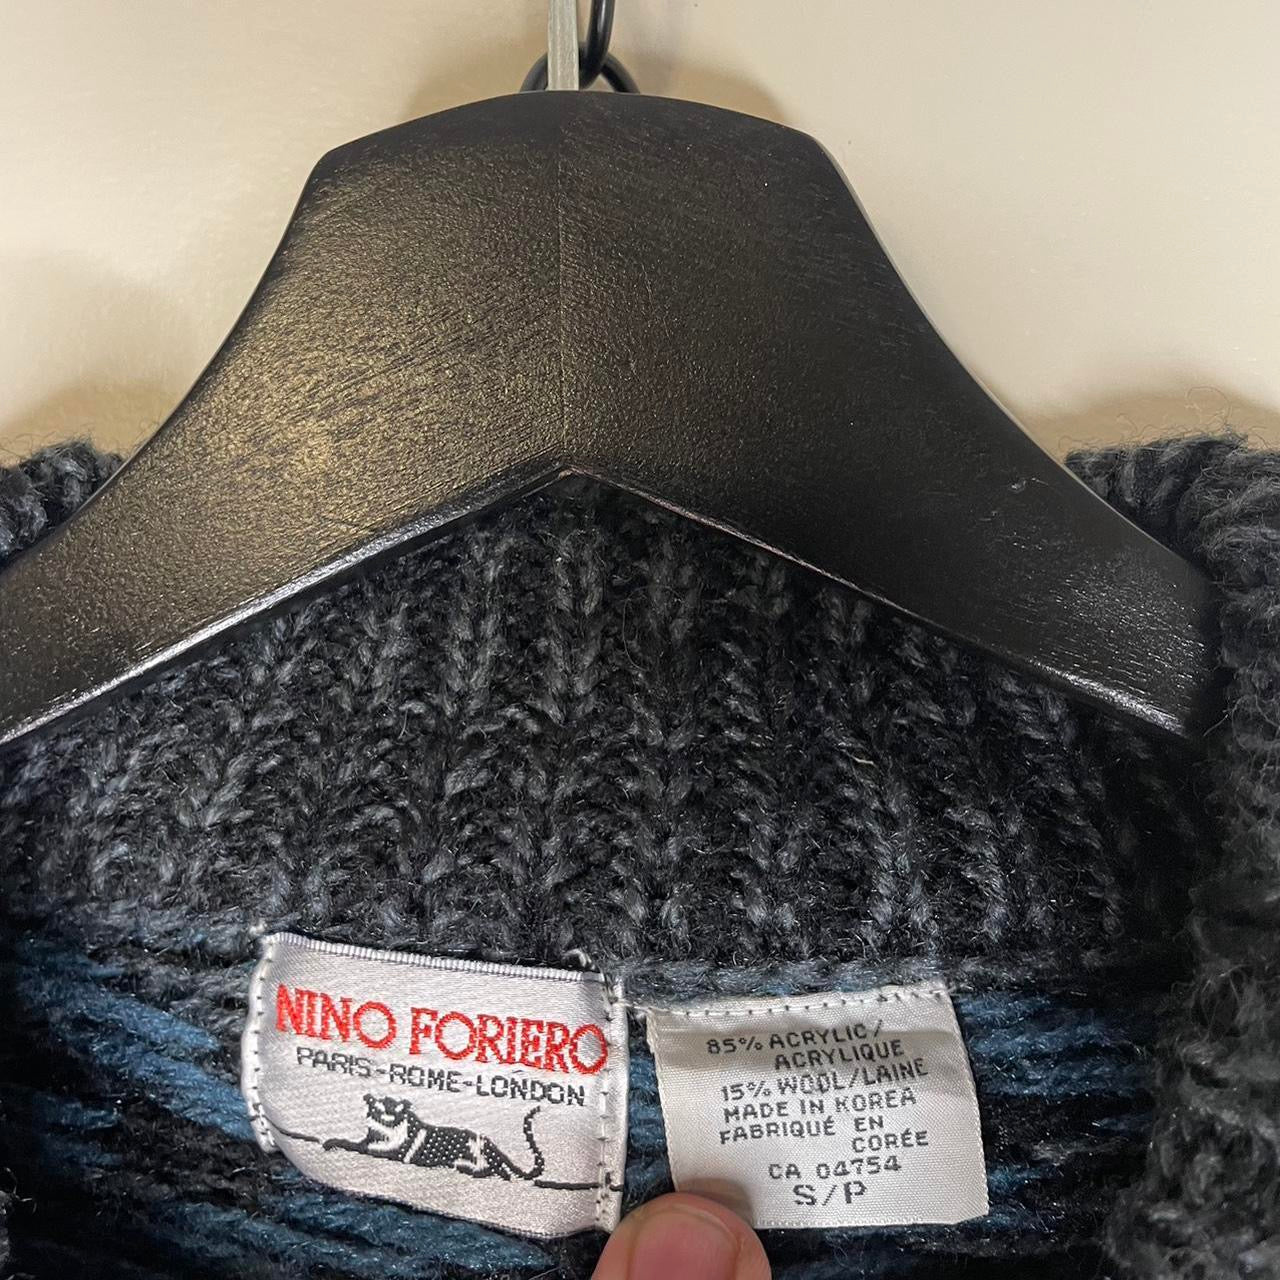 NINO FORIERO
PARIS-ROME-LONDON
85% ACRYLIC/
ACRYLIQUE
15% WOOL/LAINE
MADE IN KOREA
FABRIQUÉ EN
CORÉE
CA 04754
S/P